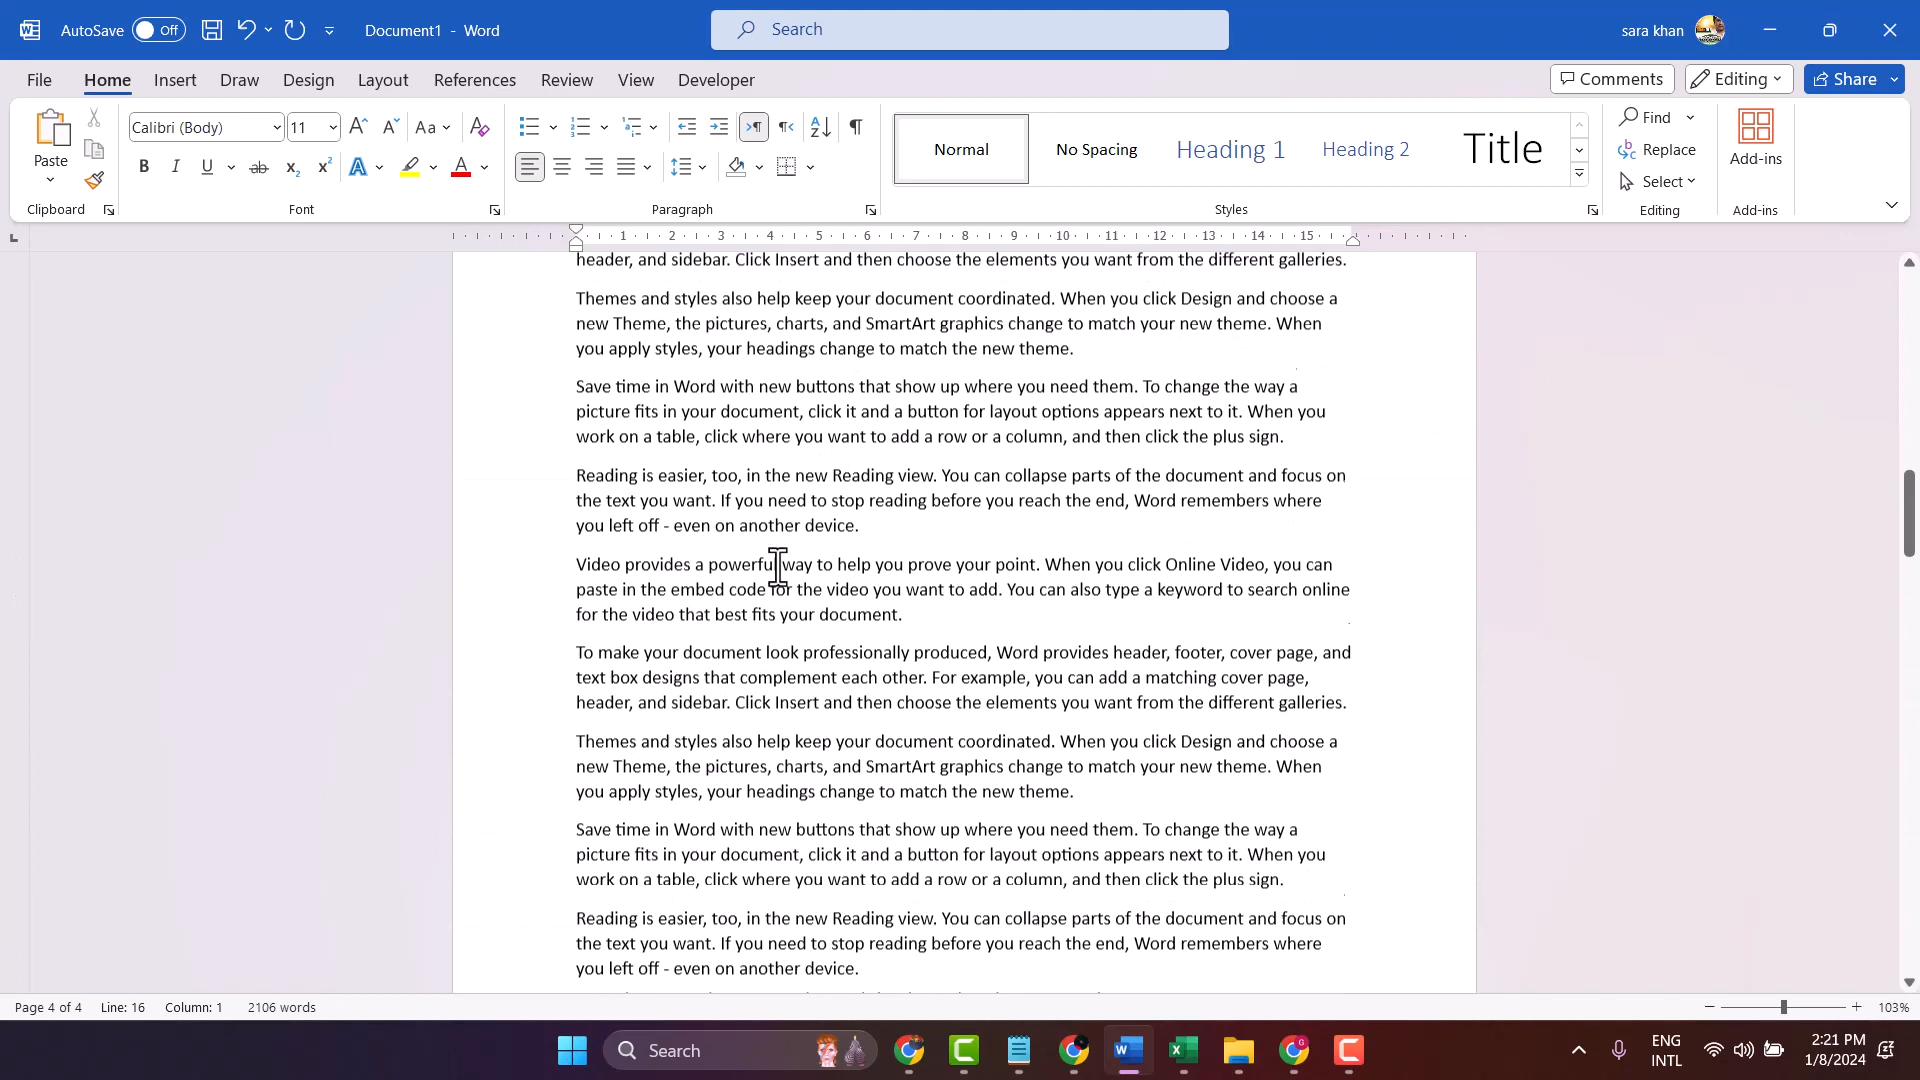 AutoSave Off Document1 - Word Search sara khan
File Home Insert Draw Design Layout References Review View Developer Comments Editing Share
Paste
Clipboard
Calibri (Body) 11
Font
Paragraph
Normal No Spacing Heading 1 Heading 2 Title
Styles
Find
Replace
Select
Editing
Add-ins
Add-ins
1 2 3 4 5 6 7 8 9 10 11 12 13 14 15
header, and sidebar. Click Insert and then choose the elements you want from the different galleries.
Themes and styles also help keep your document coordinated. When you click Design and choose a
new Theme, the pictures, charts, and SmartArt graphics change to match your new theme. When
you apply styles, your headings change to match the new theme.
Save time in Word with new buttons that show up where you need them. To change the way a
picture fits in your document, click it and a button for layout options appears next to it. When you
work on a table, click where you want to add a row or a column, and then click the plus sign.
Reading is easier, too, in the new Reading view. You can collapse parts of the document and focus on
the text you want. If you need to stop reading before you reach the end, Word remembers where
you left off - even on another device.
Video provides a powerful way to help you prove your point. When you click Online Video, you can
paste in the embed code for the video you want to add. You can also type a keyword to search online
for the video that best fits your document.
To make your document look professionally produced, Word provides header, footer, cover page, and
text box designs that complement each other. For example, you can add a matching cover page,
header, and sidebar. Click Insert and then choose the elements you want from the different galleries.
Themes and styles also help keep your document coordinated. When you click Design and choose a
new Theme, the pictures, charts, and SmartArt graphics change to match your new theme. When
you apply styles, your headings change to match the new theme.
Save time in Word with new buttons that show up where you need them. To change the way a
picture fits in your document, click it and a button for layout options appears next to it. When you
work on a table, click where you want to add a row or a column, and then click the plus sign.
Reading is easier, too, in the new Reading view. You can collapse parts of the document and focus on
the text you want. If you need to stop reading before you reach the end, Word remembers where
you left off - even on another device.
Page 4 of 4 Line: 16 Column: 1 2106 words 103%
Search
ENG
INTL
2:21 PM
1/8/2024